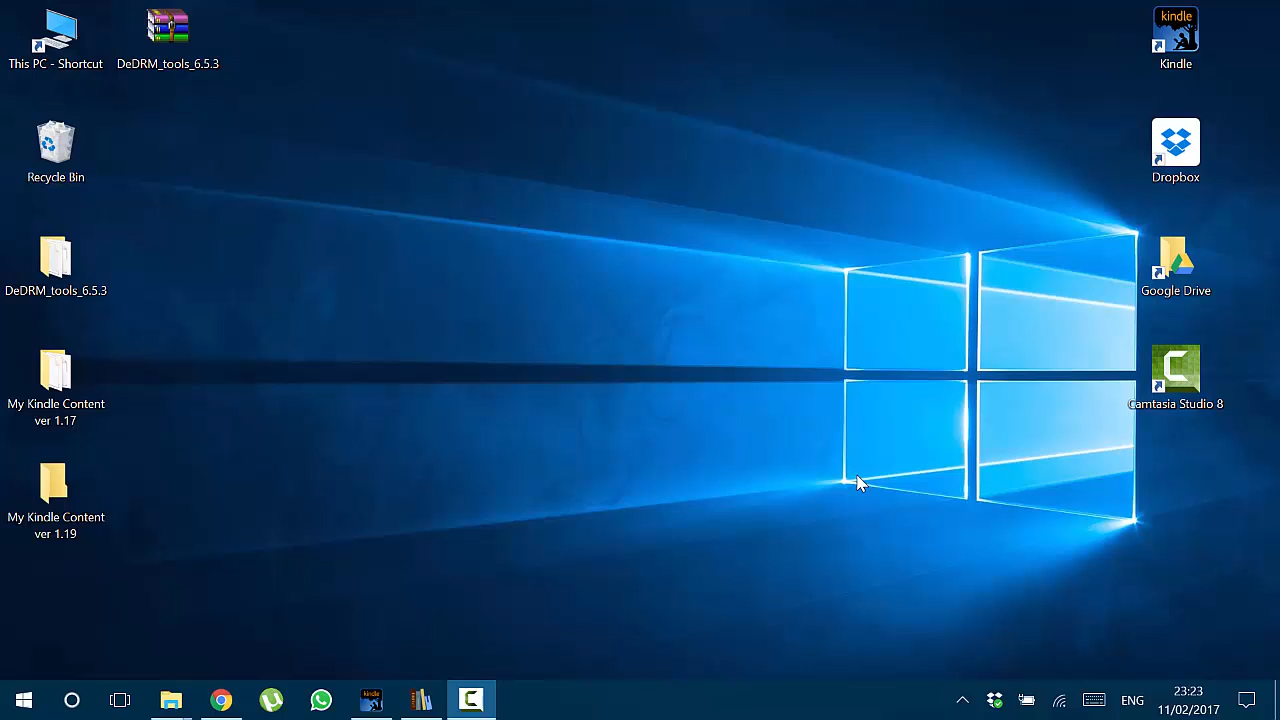 This PC - Shortcut
DeDRM_tools_6.5.3
kindle
Kindle
Recycle Bin
Dropbox
DeDRM_tools_6.5.3
Google Drive
My Kindle Content
ver 1.17
Camtasia Studio 8
My Kindle Content
ver 1.19
kindle
ENG
23:23
11/02/2017